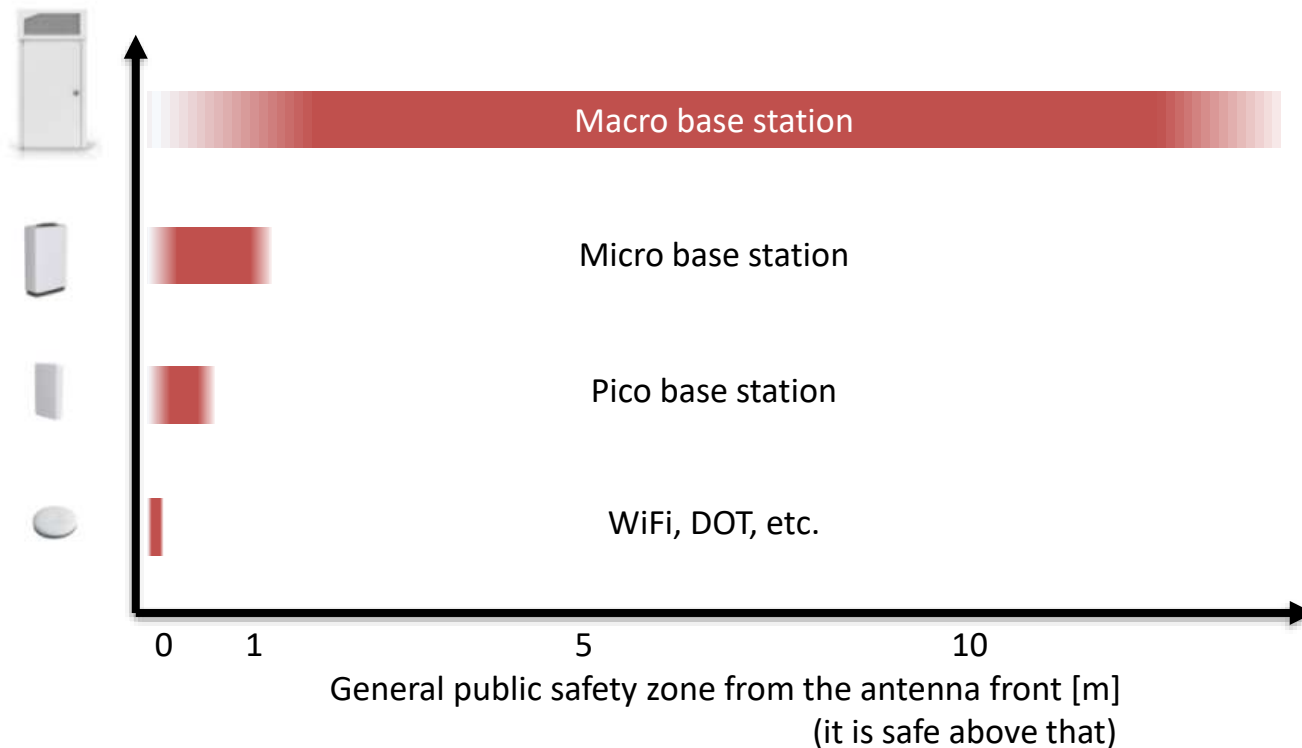 Macro base station
Micro base station
Pico base station
WiFi, DOT, etc.
0 1 5 10
General public safety zone from the antenna front [m]
(it is safe above that)